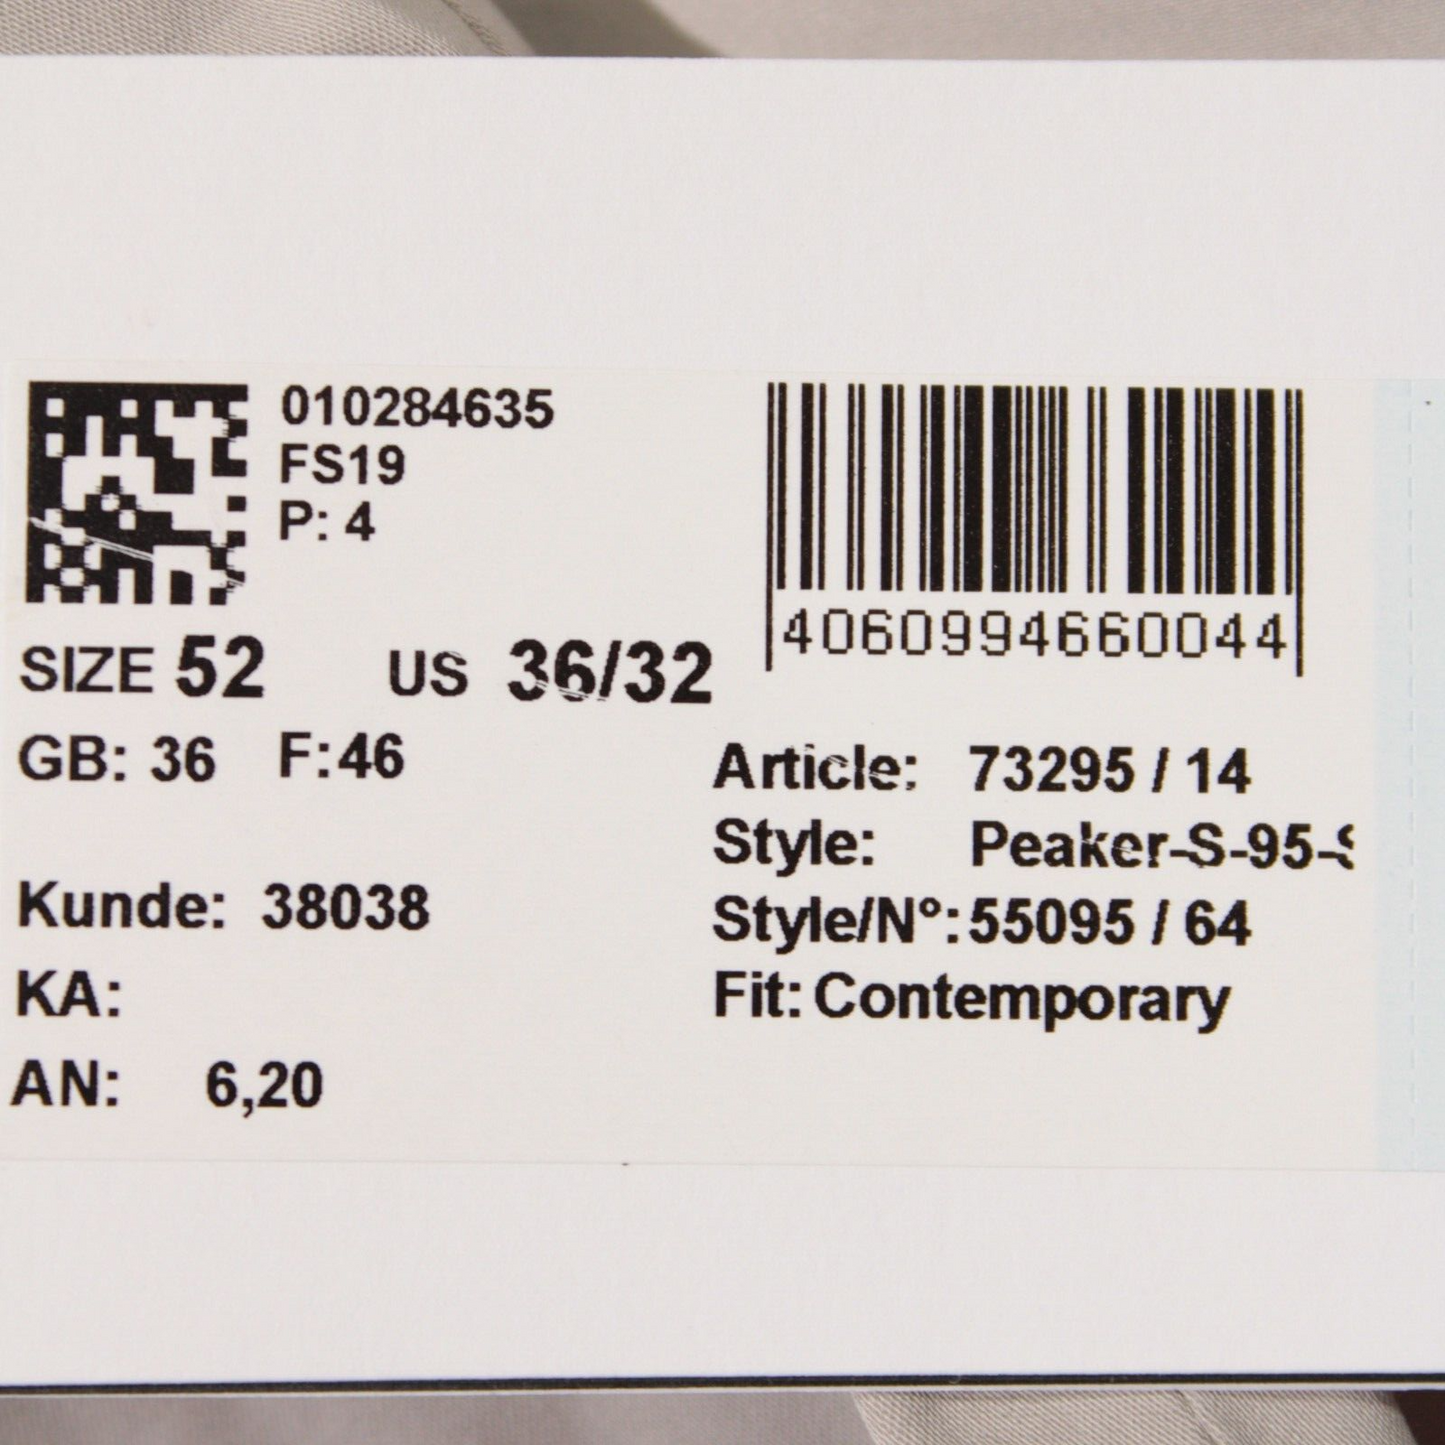 010284635
FS19
P: 4
4060994660044
SIZE 52 US 36/32
GB: 36 F:46
Article: 73295 / 14
Style: Peaker-S-95-S
Kunde: 38038
Style/N°: 55095 / 64
KA:
Fit: Contemporary
AN: 6,20